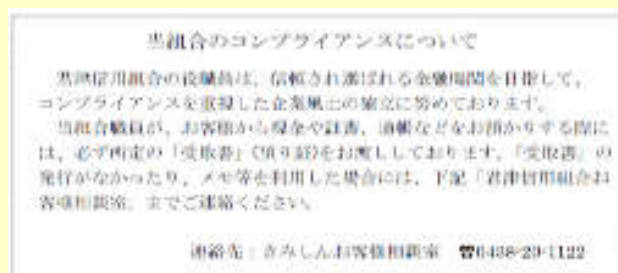 当組合のコンプライアンスについて
君津信用組合の役職員は、信頼され選ばれる金融機関を目指して、
コンプライアンスを重視した企業風土の確立に努めております。
当組合職員が、お客様から現金や証書、通帳などをお預かりする際に
は、必ず所定の「受取書」(預り証)をお渡ししております。「受取書」の
発行がなかったり、メモ等を利用した場合には、下記「君津信用組合お
客様相談室」までご連絡ください。
連絡先：きみしんお客様相談室 ☎0438-20-1122